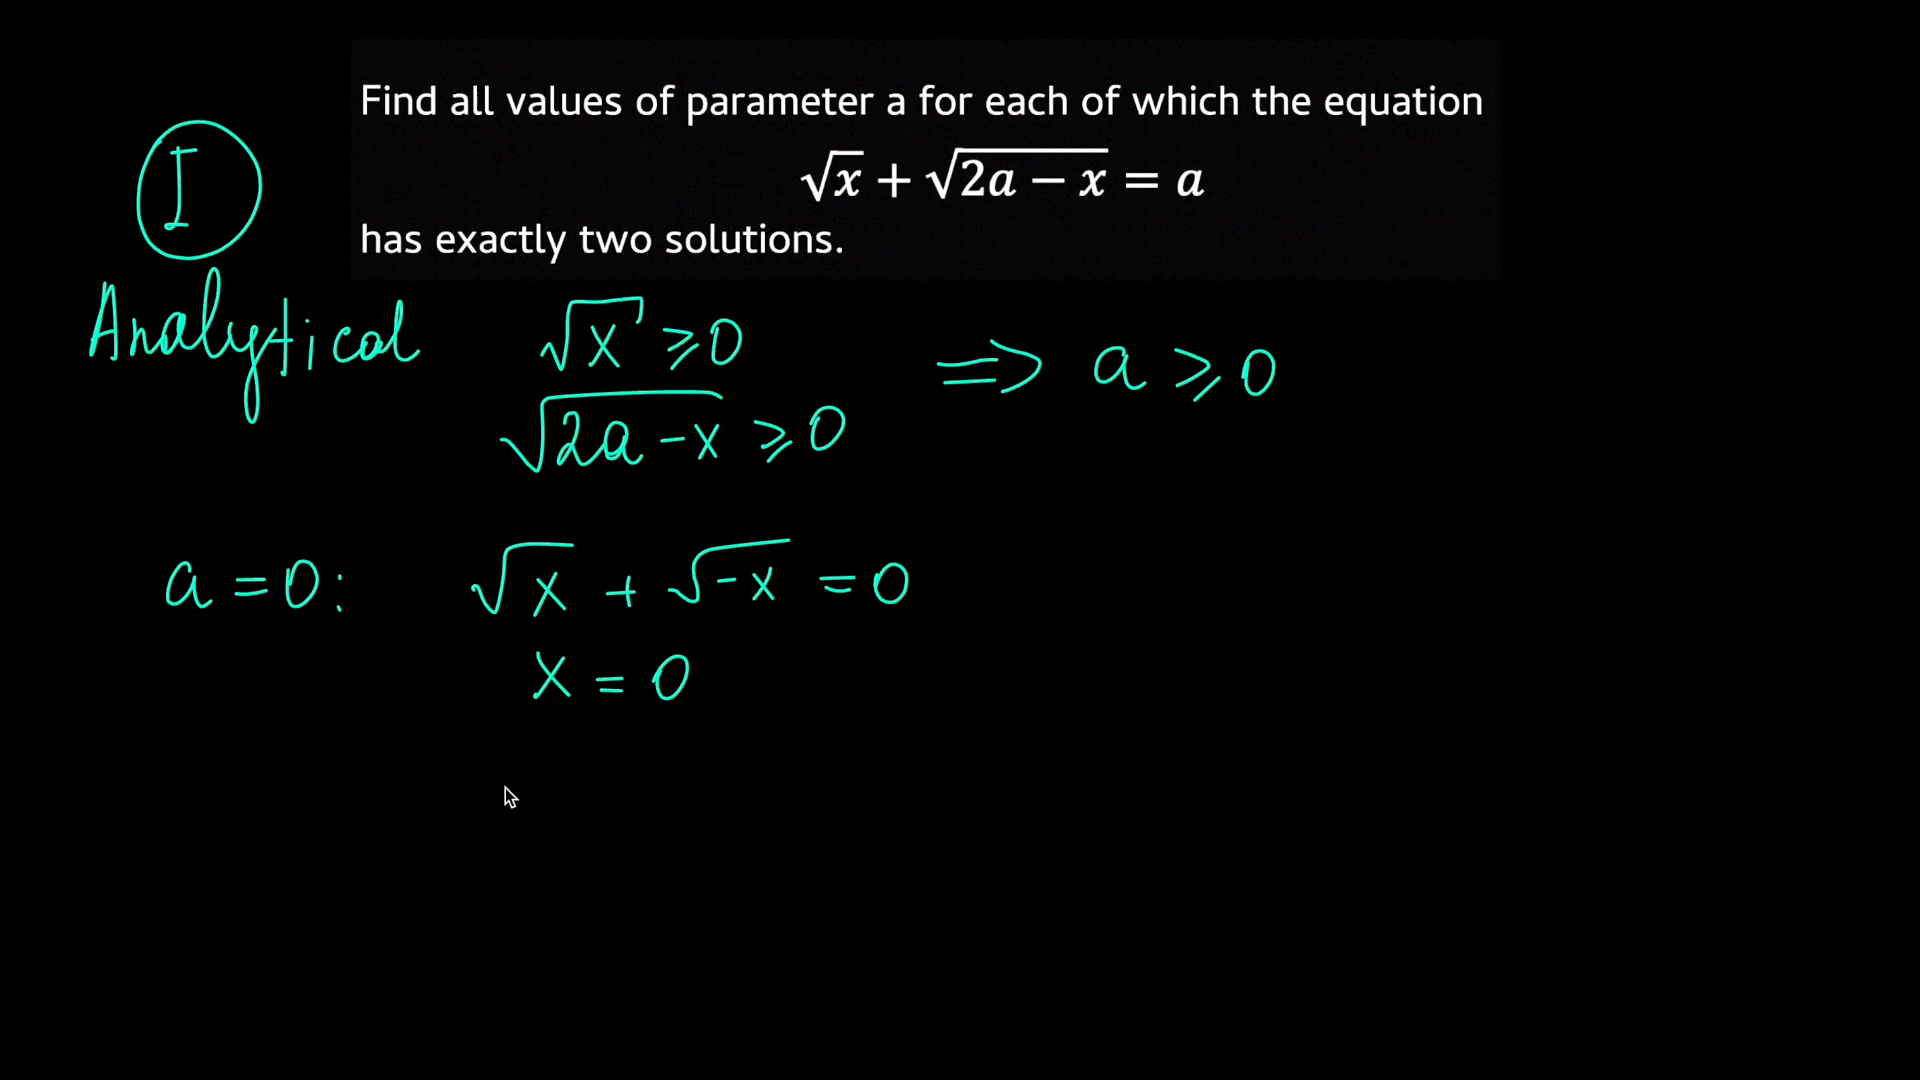 Find all values of parameter a for each of which the equation
√x + √2a − x = a
has exactly two solutions.
I
Analytical
√x ≥ 0
√2a - x ≥ 0
⇒ a ≥ 0
a = 0: √x + √-x = 0
x = 0